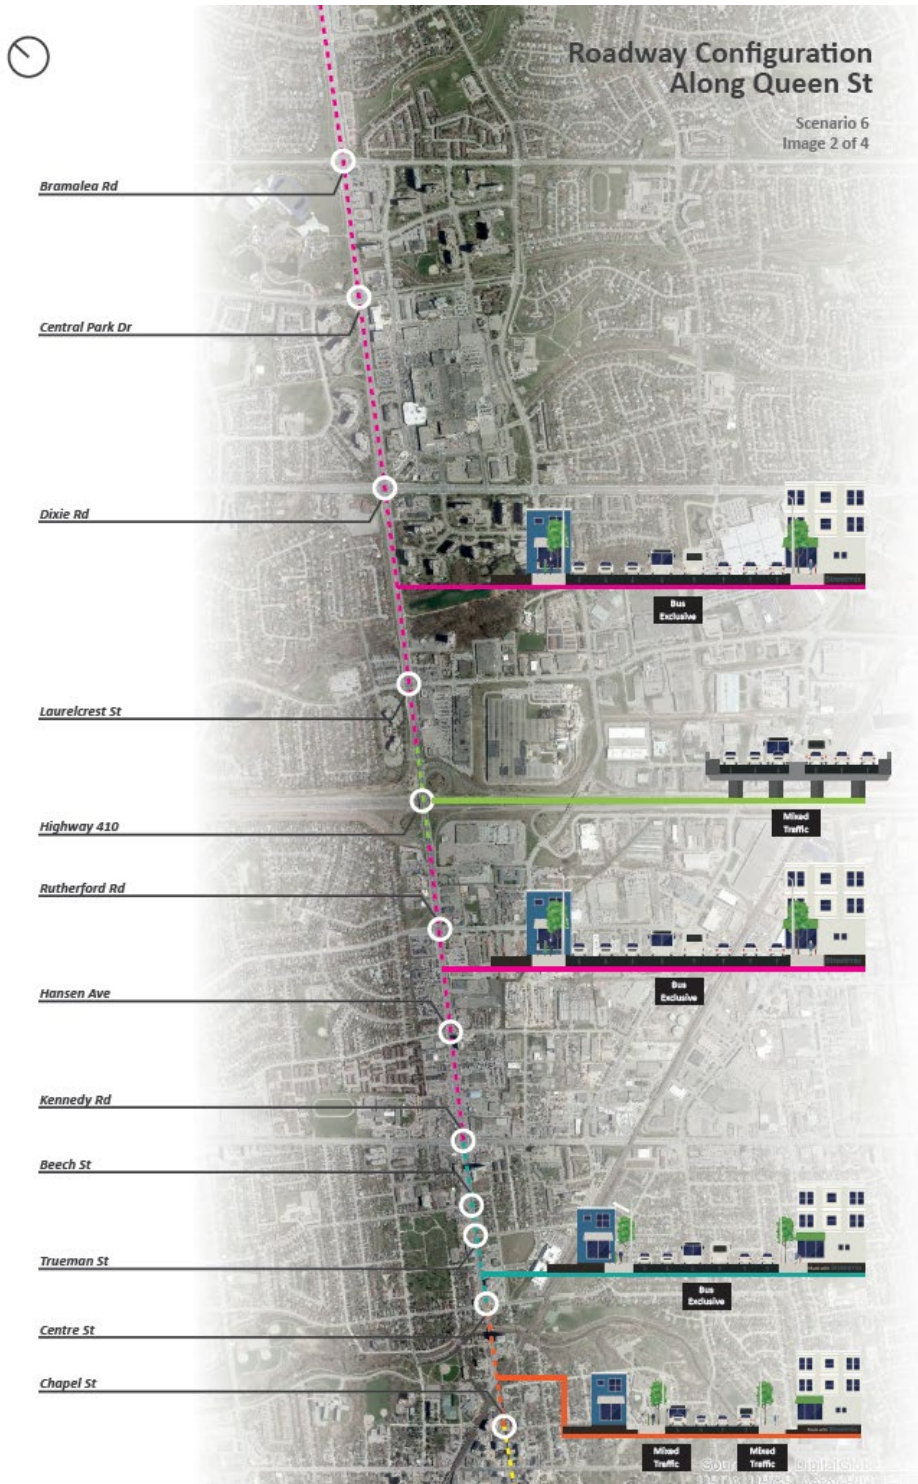 Roadway Configuration
Along Queen St
Scenario 6
Image 2 of 4
Bramalea Rd
Central Park Dr
Dixie Rd
Bus
Exclusive
Laurelcrest St
Highway 410
Mixed
Traffic
Rutherford Rd
Bus
Exclusive
Hansen Ave
Kennedy Rd
Beech St
Trueman St
Bus
Exclusive
Centre St
Chapel St
Mixed
Traffic
Mixed
Traffic